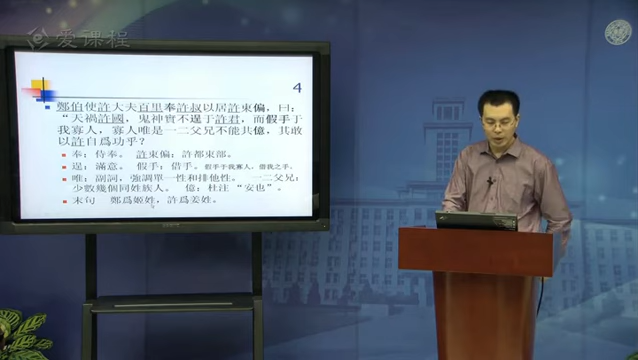 爱课程
4
鄭伯使許大夫百里奉許叔以居許東偏，曰：
“天禍許國，鬼神實不逞于許君，而假手于
我寡人，寡人唯是一二父兄不能共億，其敢
以許自爲功乎？
奉：侍奉。 許東偏：許都東部。
逞：滿意。 假手：借手。 假手于我寡人，借我之手。
唯：副詞，強調單一性和排他性。 一二父兄：
少數幾個同姓族人。 億：杜注“安也”。
末句 鄭爲姬姓，許爲姜姓。